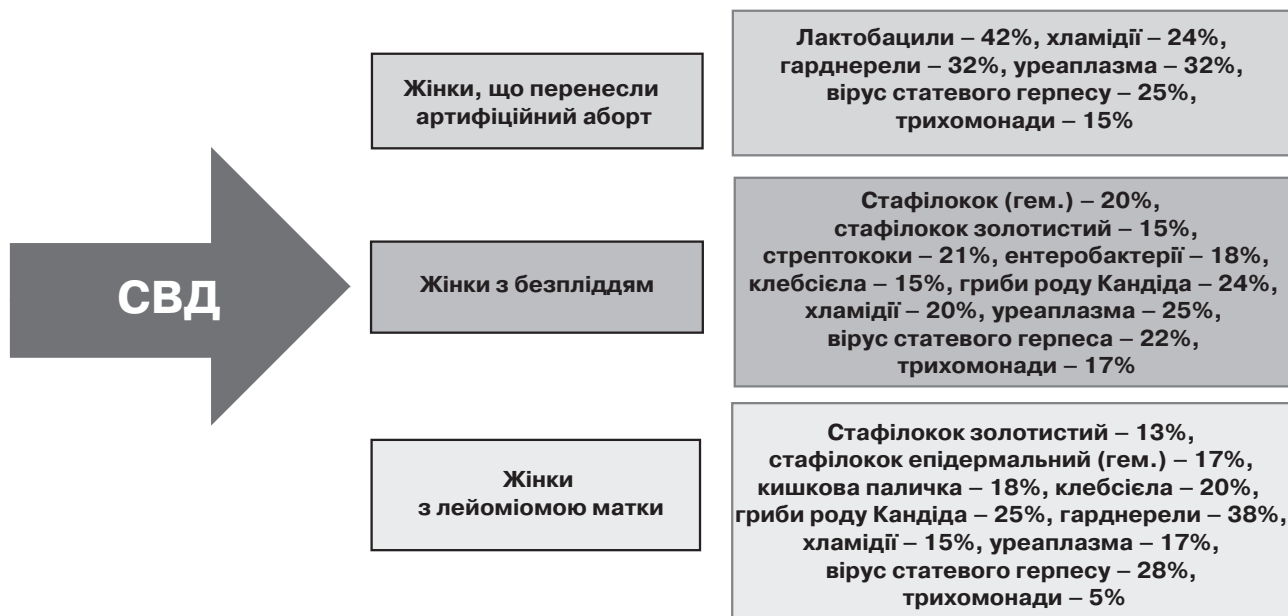 СВД
Жінки, що перенесли
артифіційний аборт
Лактобацили – 42%, хламідії – 24%,
гарднерели – 32%, уреаплазма – 32%,
вірус статевого герпесу – 25%,
трихомонади – 15%
Жінки з безпліддям
Стафілокок (гем.) – 20%,
стафілокок золотистий – 15%,
стрептококи – 21%, ентеробактерії – 18%,
клебсієла – 15%, гриби роду Кандіда – 24%,
хламідії – 20%, уреаплазма – 25%,
вірус статевого герпеса – 22%,
трихомонади – 17%
Жінки
з лейоміомою матки
Стафілокок золотистий – 13%,
стафілокок епідермальний (гем.) – 17%,
кишкова паличка – 18%, клебсієла – 20%,
гриби роду Кандіда – 25%, гарднерели – 38%,
хламідії – 15%, уреаплазма – 17%,
вірус статевого герпесу – 28%,
трихомонади – 5%